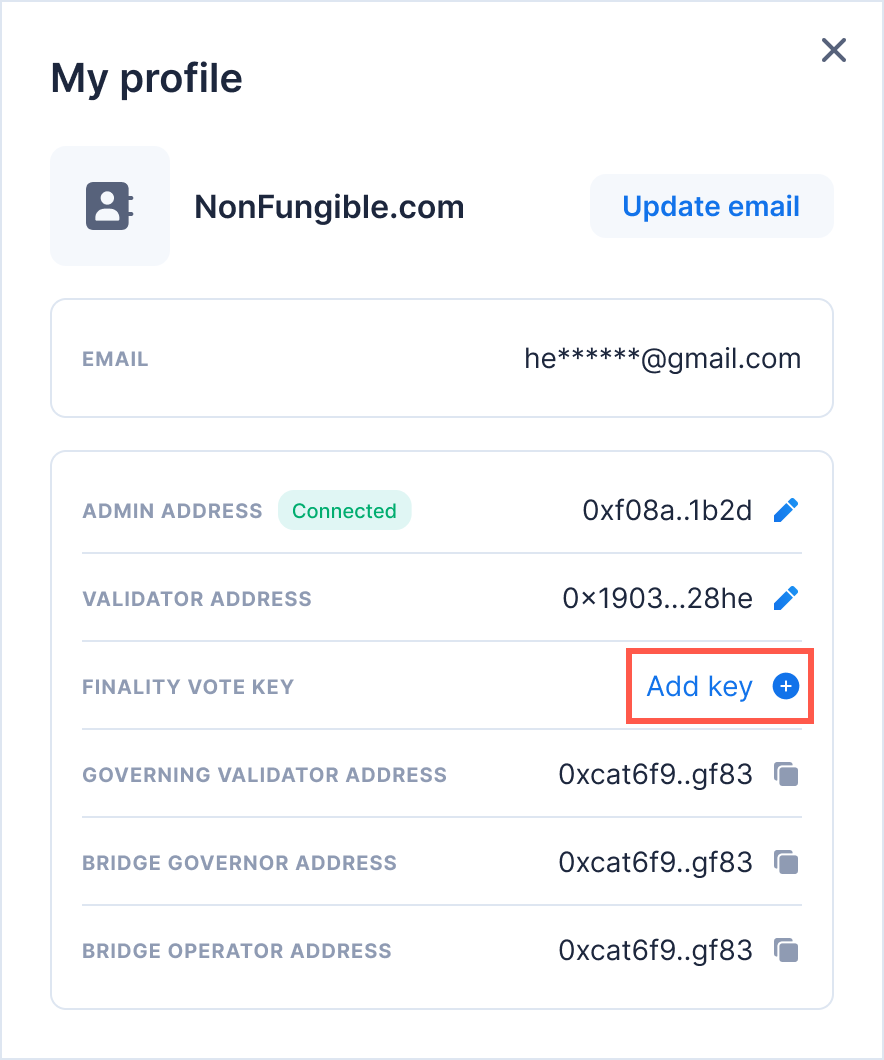 My profile
NonFungible.com
Update email
EMAIL
he******@gmail.com
ADMIN ADDRESS Connected 0xf08a..1b2d
VALIDATOR ADDRESS 0×1903...28he
FINALITY VOTE KEY Add key
GOVERNING VALIDATOR ADDRESS 0xcat6f9..gf83
BRIDGE GOVERNOR ADDRESS 0xcat6f9..gf83
BRIDGE OPERATOR ADDRESS 0xcat6f9..gf83